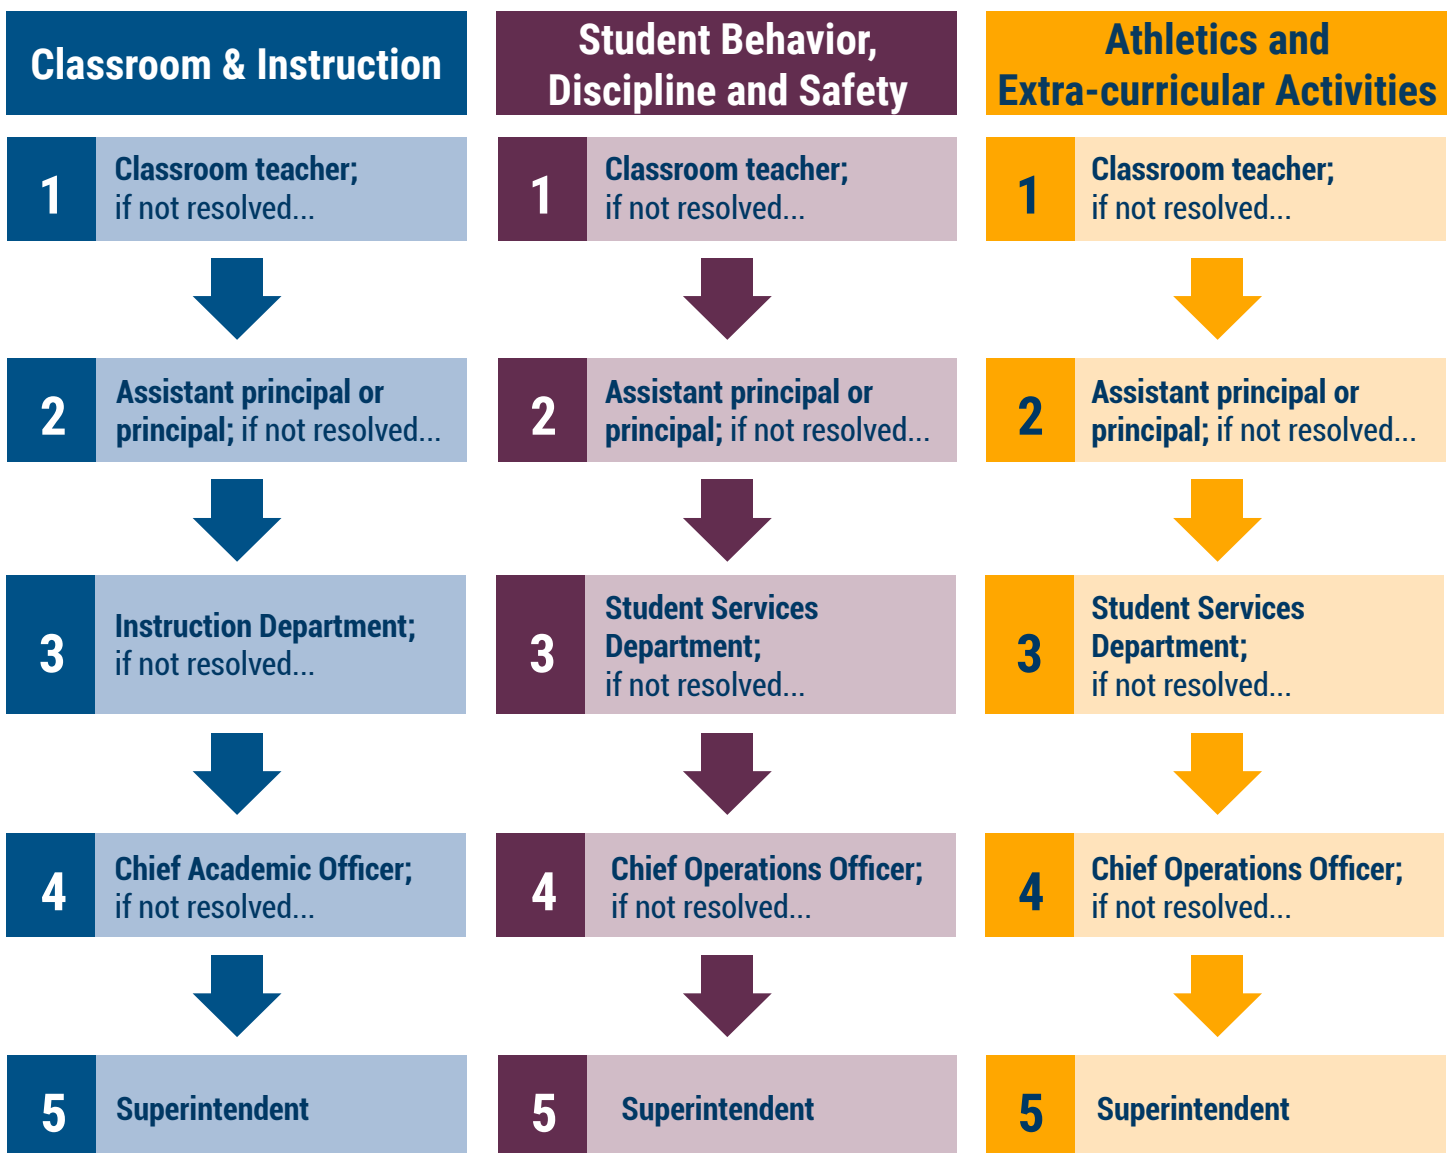 Classroom & Instruction
1
Classroom teacher;
if not resolved...
2
Assistant principal or
principal; if not resolved...
3
Instruction Department;
if not resolved...
4
Chief Academic Officer;
if not resolved...
5
Superintendent
Student Behavior,
Discipline and Safety
1
Classroom teacher;
if not resolved...
2
Assistant principal or
principal; if not resolved...
3
Student Services
Department;
if not resolved...
4
Chief Operations Officer;
if not resolved...
5
Superintendent
Athletics and
Extra-curricular Activities
1
Classroom teacher;
if not resolved...
2
Assistant principal or
principal; if not resolved...
3
Student Services
Department;
if not resolved...
4
Chief Operations Officer;
if not resolved...
5
Superintendent